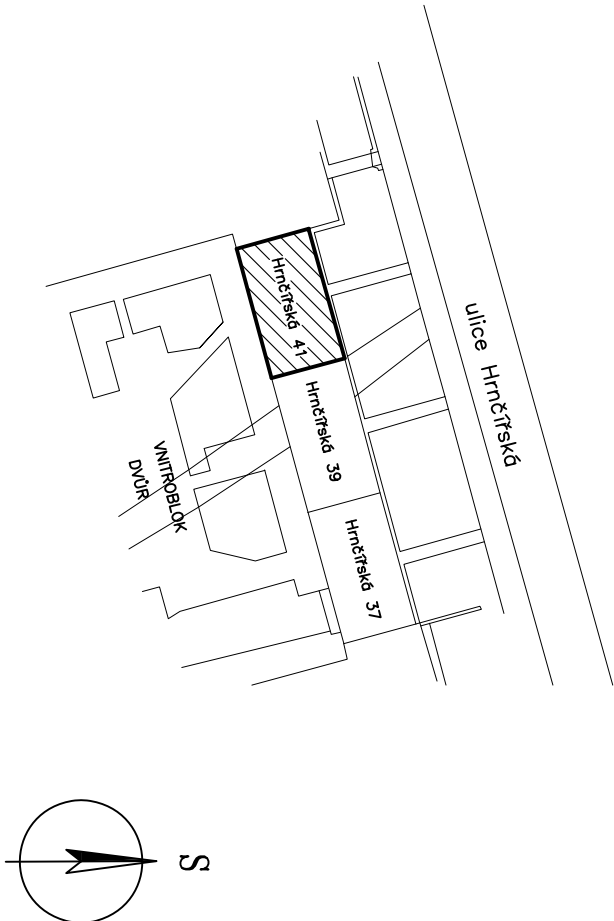 ulice Hrnčířská
Hrnčířská 41
Hrnčířská 39
Hrnčířská 37
VNITROBLOK
DVŮR
S